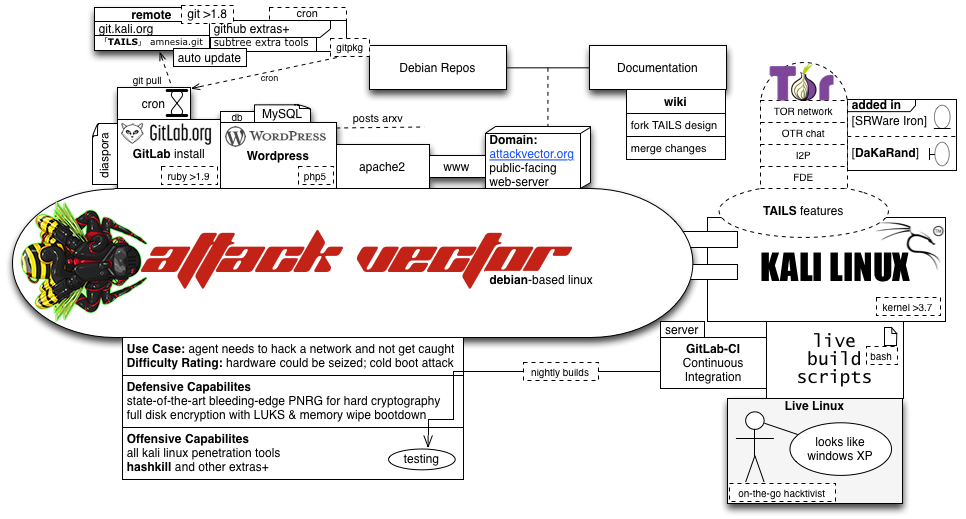 remote
git >1.8
cron
git.kali.org
github extras+
「TAILS」 amnesia.git
subtree extra tools
gitpkg
auto update
git pull
cron
cron
Debian Repos
Documentation
wiki
fork TAILS design
merge changes
Tor
TOR network
OTR chat
I2P
FDE
TAILS features
added in
[SRWare Iron]
[DaKaRand]
diaspora
GitLab.org
GitLab install
ruby >1.9
db
MySQL
WORDPRESS
Wordpress
php5
posts arxv
apache2
www
Domain:
attackvector.org
public-facing
web-server
attack vector
debian-based linux
KALI LINUX
TM
kernel >3.7
Use Case: agent needs to hack a network and not get caught
Difficulty Rating: hardware could be seized; cold boot attack
Defensive Capabilites
state-of-the-art bleeding-edge PNRG for hard cryptography
full disk encryption with LUKS & memory wipe bootdown
Offensive Capabilites
all kali linux penetration tools
hashkill and other extras+
testing
nightly builds
server
GitLab-CI
Continuous
Integration
live
build
scripts
bash
Live Linux
looks like
windows XP
on-the-go hacktivist